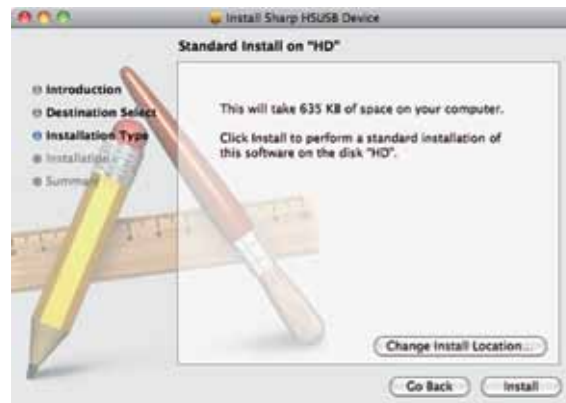 Install Sharp HSUSB Device
Standard Install on "HD"
Introduction
Destination Select
Installation Type
Installation
Summary
This will take 635 KB of space on your computer.
Click Install to perform a standard installation of
this software on the disk "HD".
Change Install Location...
Go Back
Install